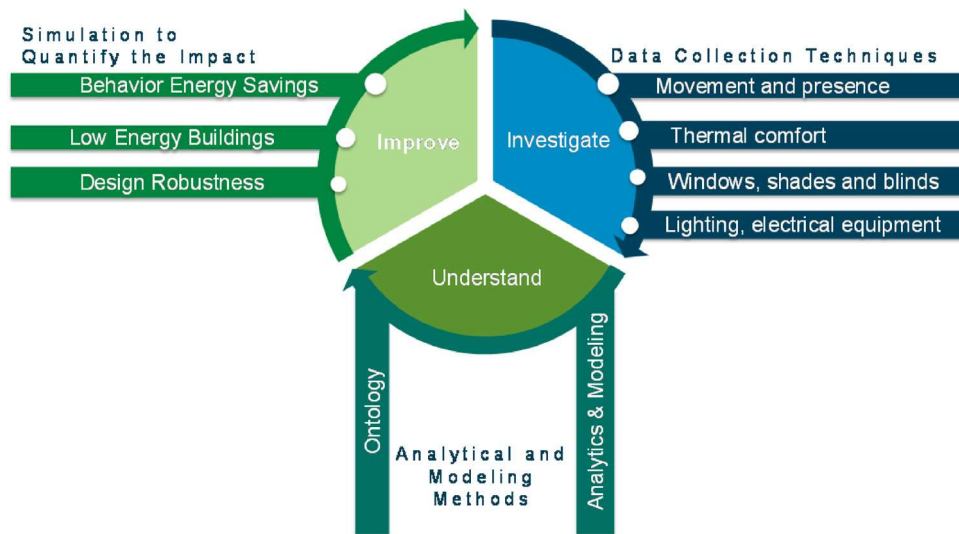 Simulation to
Quantify the Impact
Behavior Energy Savings
Low Energy Buildings
Design Robustness
Improve
Investigate
Understand
Data Collection Techniques
Movement and presence
Thermal comfort
Windows, shades and blinds
Lighting, electrical equipment
Ontology
Analytical and
Modeling
Methods
Analytics & Modeling